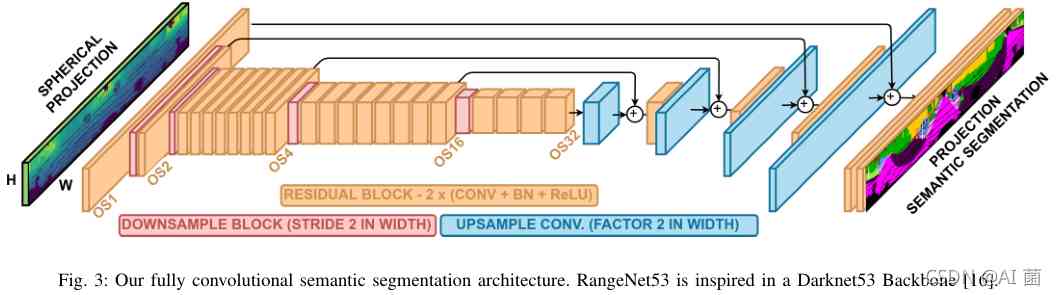 SPHERICAL
PROJECTION
H
W
OS1
OS2
OS4
OS16
OS32
+
+
+
+
PROJECTION
SEMANTIC SEGMENTATION
RESIDUAL BLOCK - 2 x (CONV + BN + ReLU)
DOWNSAMPLE BLOCK (STRIDE 2 IN WIDTH)
UPSAMPLE CONV. (FACTOR 2 IN WIDTH)
Fig. 3: Our fully convolutional semantic segmentation architecture. RangeNet53 is inspired in a Darknet53 Backbone [16].
CSDN @AI 菌